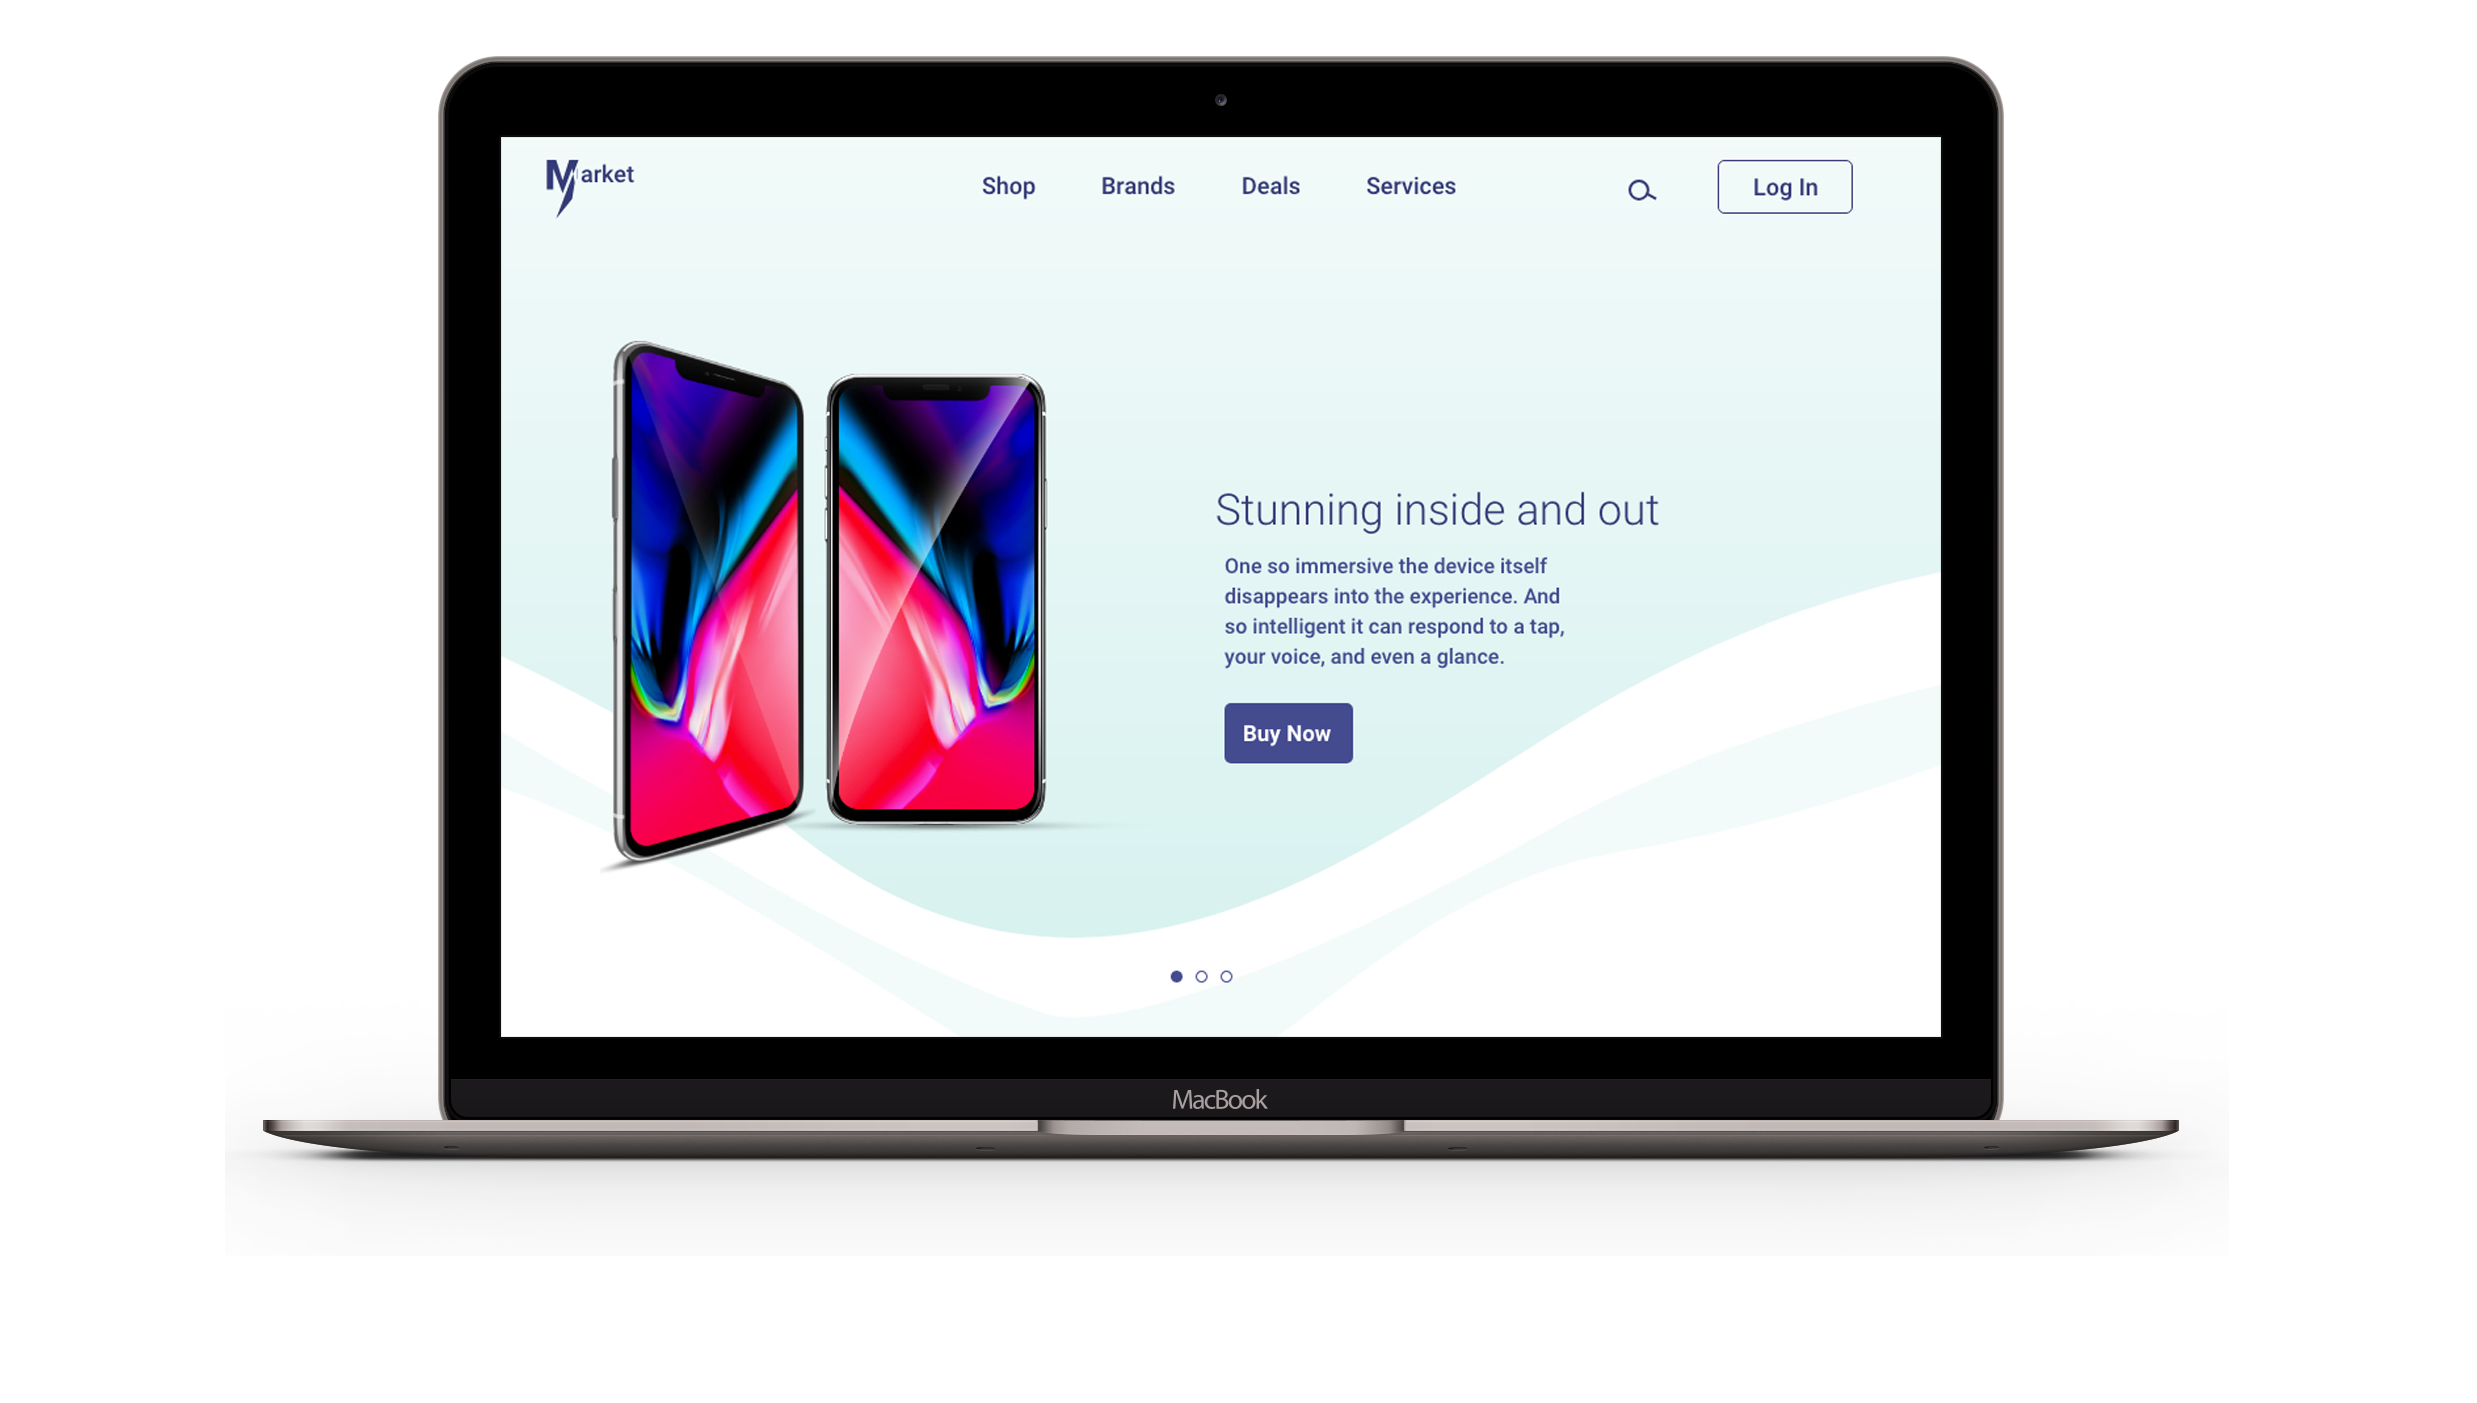 Market
Shop Brands Deals Services Log In
Stunning inside and out
One so immersive the device itself
disappears into the experience. And
so intelligent it can respond to a tap,
your voice, and even a glance.
Buy Now
MacBook